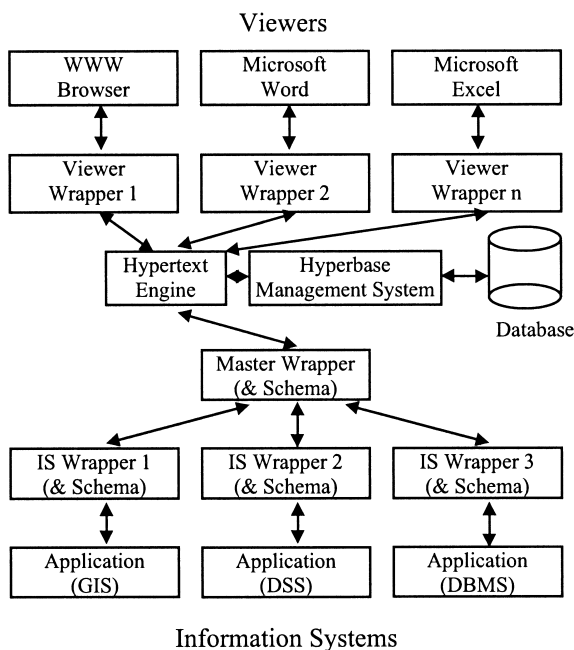 Viewers
WWW
Browser
Microsoft
Word
Microsoft
Excel
Viewer
Wrapper 1
Viewer
Wrapper 2
Viewer
Wrapper n
Hypertext
Engine
Hyperbase
Management System
Database
Master Wrapper
(& Schema)
IS Wrapper 1
(& Schema)
IS Wrapper 2
(& Schema)
IS Wrapper 3
(& Schema)
Application
(GIS)
Application
(DSS)
Application
(DBMS)
Information Systems